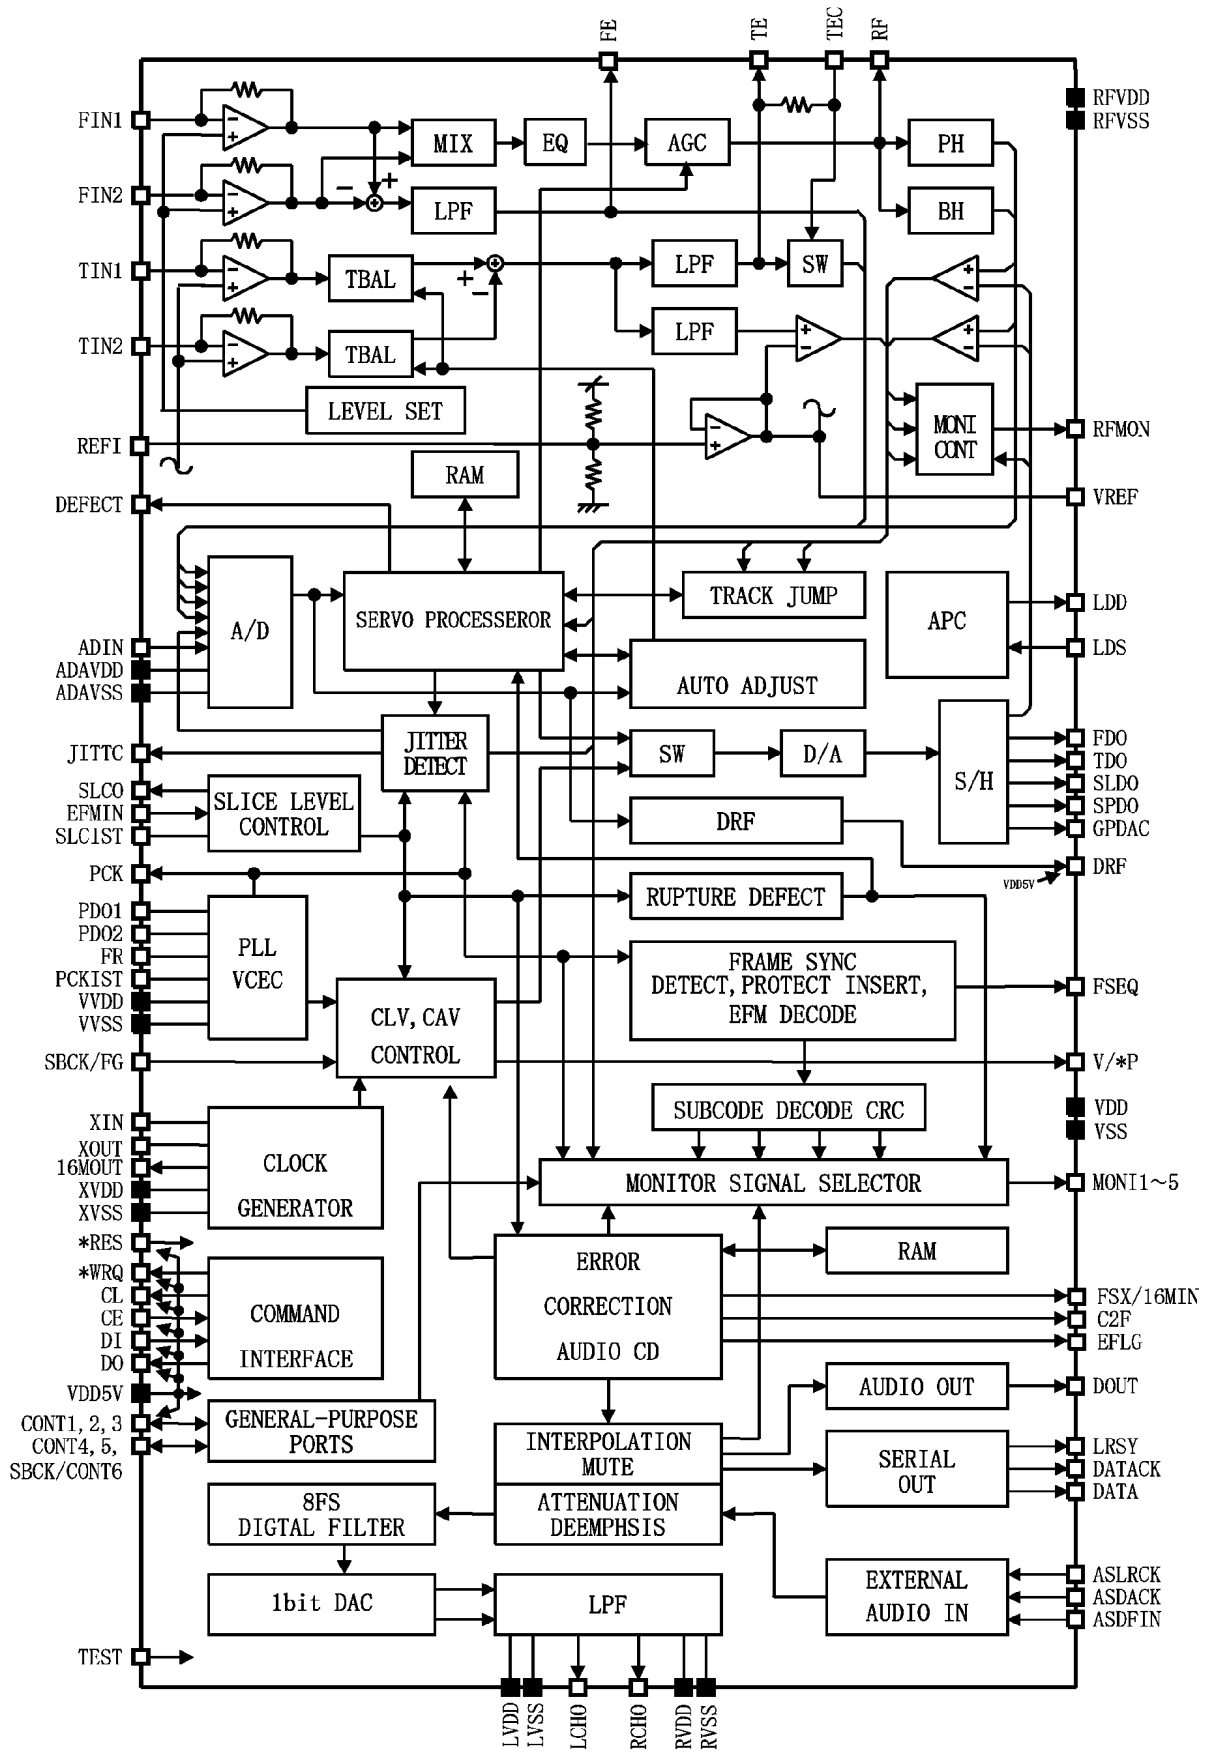 FE
TE
TEC
RF
FIN1
FIN2
TIN1
TIN2
REFI
DEFECT
ADIN
ADAVDD
ADAVSS
JITTC
SLCO
EFMIN
SLCIST
PCK
PDO1
PDO2
FR
PCKIST
VVDD
VVSS
SBCK/FG
XIN
XOUT
16MOUT
XVDD
XVSS
*RES
*WRQ
CL
CE
DI
DO
VDD5V
CONT1,2,3
CONT4,5,
SBCK/CONT6
TEST
MIX
EQ
AGC
PH
BH
LPF
− +
TBAL
+ −
LPF
SW
TBAL
LPF
− +
− +
− +
− +
+ −
+ −
+ −
− +
LEVEL SET
MONI
CONT
RAM
A/D
SERVO PROCESSEROR
TRACK JUMP
APC
AUTO ADJUST
JITTER
DETECT
SW
D/A
S/H
SLICE LEVEL
CONTROL
DRF
VDD5V
RUPTURE DEFECT
PLL
VCEC
FRAME SYNC
DETECT,PROTECT INSERT,
EFM DECODE
CLV,CAV
CONTROL
SUBCODE DECODE CRC
CLOCK
GENERATOR
MONITOR SIGNAL SELECTOR
ERROR
CORRECTION
AUDIO CD
RAM
COMMAND
INTERFACE
AUDIO OUT
GENERAL-PURPOSE
PORTS
INTERPOLATION
MUTE
SERIAL
OUT
8FS
DIGTAL FILTER
ATTENUATION
DEEMPHSIS
1bit DAC
LPF
EXTERNAL
AUDIO IN
RFVDD
RFVSS
RFMON
VREF
LDD
LDS
FDO
TDO
SLDO
SPDO
GPDAC
DRF
FSEQ
V/*P
VDD
VSS
MONI1~5
FSX/16MIN
C2F
EFLG
DOUT
LRSY
DATACK
DATA
ASLRCK
ASDACK
ASDFIN
LVDD
LVSS
LCHO
RCHO
RVDD
RVSS